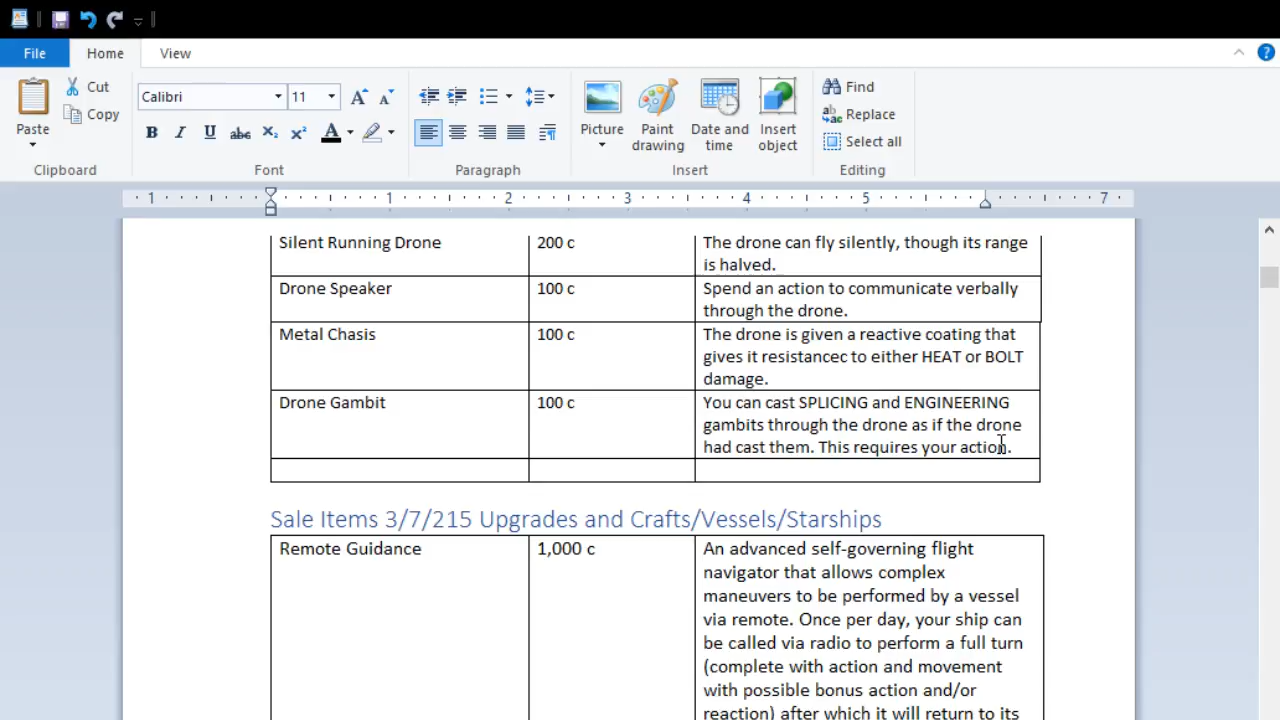 File Home View
Paste
Cut
Copy
Clipboard
Calibri 11
A A
B I U abc X₂ X² A
Font
Paragraph
Picture
Paint drawing
Date and time
Insert object
Insert
Find
Replace
Select all
Editing
1 1 2 3 4 5 7
Silent Running Drone 200 c The drone can fly silently, though its range
is halved.
Drone Speaker 100 c Spend an action to communicate verbally
through the drone.
Metal Chasis 100 c The drone is given a reactive coating that
gives it resistancec to either HEAT or BOLT
damage.
Drone Gambit 100 c You can cast SPLICING and ENGINEERING
gambits through the drone as if the drone
had cast them. This requires your action.
Sale Items 3/7/215 Upgrades and Crafts/Vessels/Starships
Remote Guidance 1,000 c An advanced self-governing flight
navigator that allows complex
maneuvers to be performed by a vessel
via remote. Once per day, your ship can
be called via radio to perform a full turn
(complete with action and movement
with possible bonus action and/or
reaction) after which it will return to its